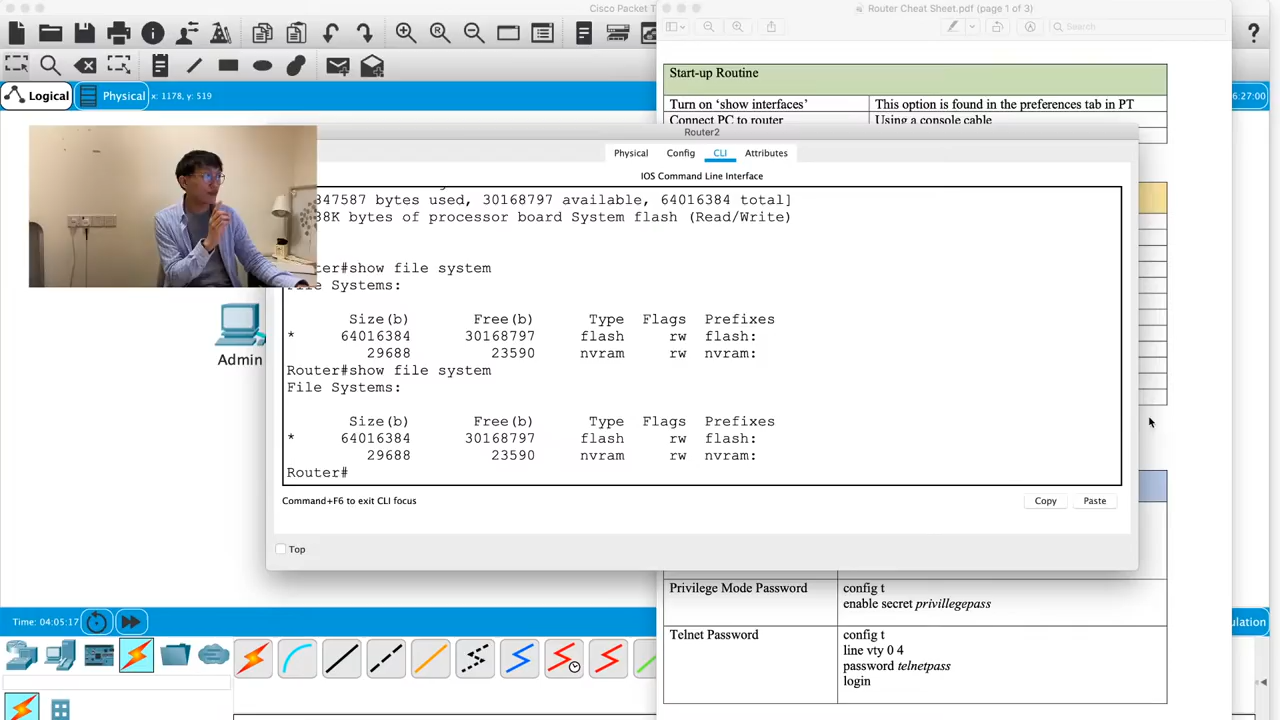 Cisco Packet T
Router Cheat Sheet.pdf (page 1 of 3)
Search
Logical
Physical
x: 1178, y: 519
6:27:00
Start-up Routine
Turn on ‘show interfaces’
This option is found in the preferences tab in PT
Connect PC to router
Using a console cable
Router2
Physical
Config
CLI
Attributes
IOS Command Line Interface
347587 bytes used, 30168797 available, 64016384 total]
38K bytes of processor board System flash (Read/Write)
ter#show file system
File Systems:
Size(b) Free(b) Type Flags Prefixes
* 64016384 30168797 flash rw flash:
29688 23590 nvram rw nvram:
Router#show file system
File Systems:
Size(b) Free(b) Type Flags Prefixes
* 64016384 30168797 flash rw flash:
29688 23590 nvram rw nvram:
Router#
Command+F6 to exit CLI focus
Copy
Paste
Top
Admin
Privilege Mode Password
config t
enable secret privillegepass
Telnet Password
config t
line vty 0 4
password telnetpass
login
Time: 04:05:17
ulation